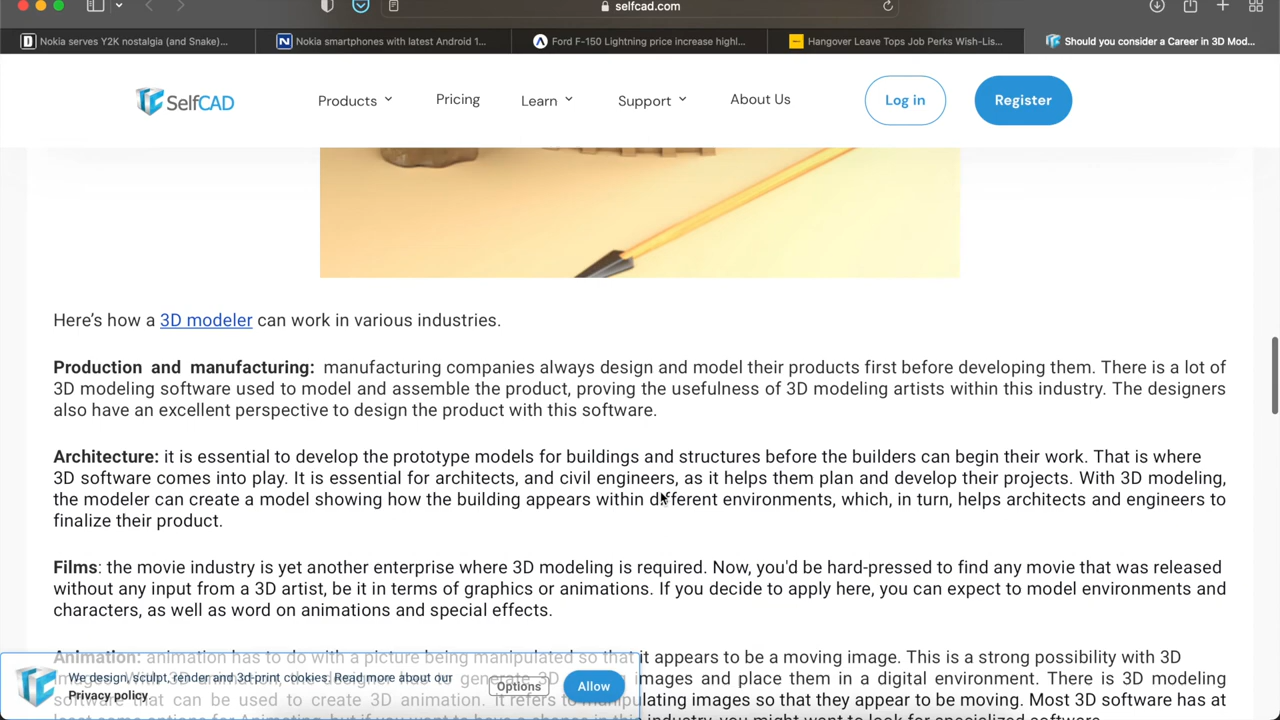 selfcad.com
Nokia serves Y2K nostalgia (and Snake)...
Nokia smartphones with latest Android 1...
Ford F-150 Lightning price increase highl...
Hangover Leave Tops Job Perks Wish-Lis...
Should you consider a Career in 3D Mod...
SelfCAD
Products
Pricing
Learn
Support
About Us
Log in
Register
Here's how a 3D modeler can work in various industries.
Production and manufacturing: manufacturing companies always design and model their products first before developing them. There is a lot of
3D modeling software used to model and assemble the product, proving the usefulness of 3D modeling artists within this industry. The designers
also have an excellent perspective to design the product with this software.
Architecture: it is essential to develop the prototype models for buildings and structures before the builders can begin their work. That is where
3D software comes into play. It is essential for architects, and civil engineers, as it helps them plan and develop their projects. With 3D modeling,
the modeler can create a model showing how the building appears within different environments, which, in turn, helps architects and engineers to
finalize their product.
Films: the movie industry is yet another enterprise where 3D modeling is required. Now, you'd be hard-pressed to find any movie that was released
without any input from a 3D artist, be it in terms of graphics or animations. If you decide to apply here, you can expect to model environments and
characters, as well as word on animations and special effects.
Animation: animation has to do with a picture being manipulated so that it appears to be a moving image. This is a strong possibility with 3D
images and place them in a digital environment. There is 3D modeling
software that can be used to create 3D animation. It refers to manipulating images so that they appear to be moving. Most 3D software has at
least some options for Animating, but if you want to have a chance in this industry, you might want to look for specialized software.
We design, sculpt, render and 3d-print cookies. Read more about our
Privacy policy
Options
Allow